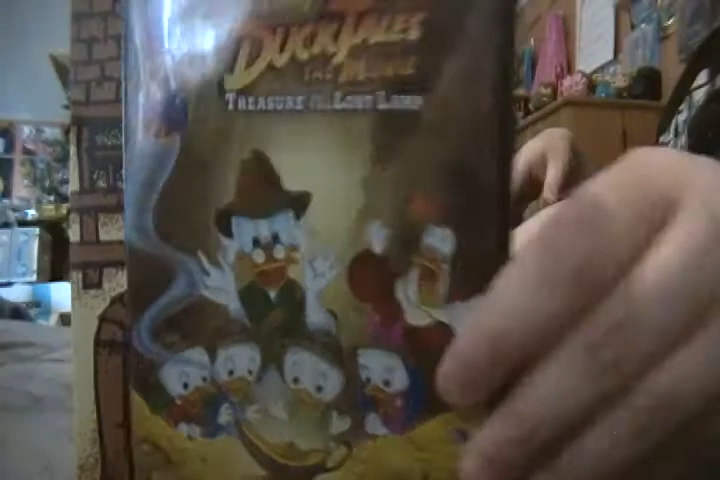 DUCKTALES
THE MOVIE
TREASURE OF THE LOST LAMP